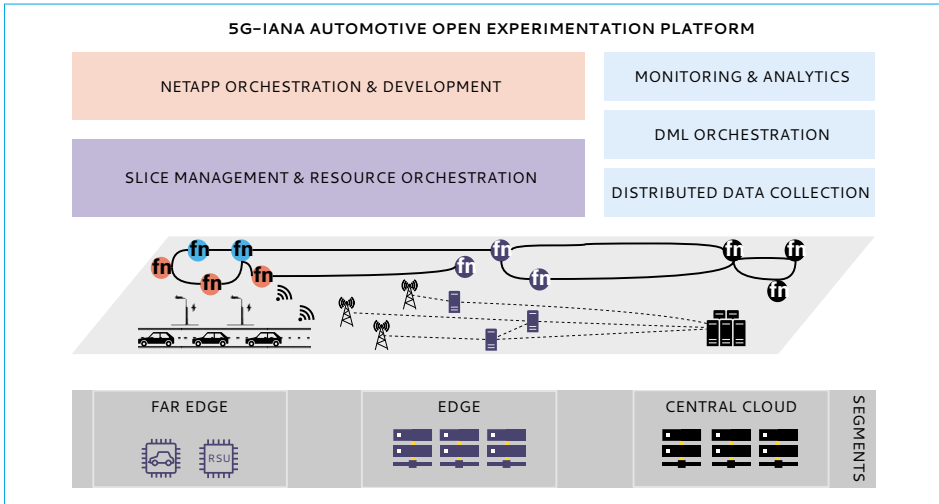 5G-IANA AUTOMOTIVE OPEN EXPERIMENTATION PLATFORM
NETAPP ORCHESTRATION & DEVELOPMENT
MONITORING & ANALYTICS
DML ORCHESTRATION
SLICE MANAGEMENT & RESOURCE ORCHESTRATION
DISTRIBUTED DATA COLLECTION
fn
fn
fn
fn
fn
fn
fn
fn
fn
fn
fn
fn
FAR EDGE
EDGE
CENTRAL CLOUD
SEGMENTS
RSU